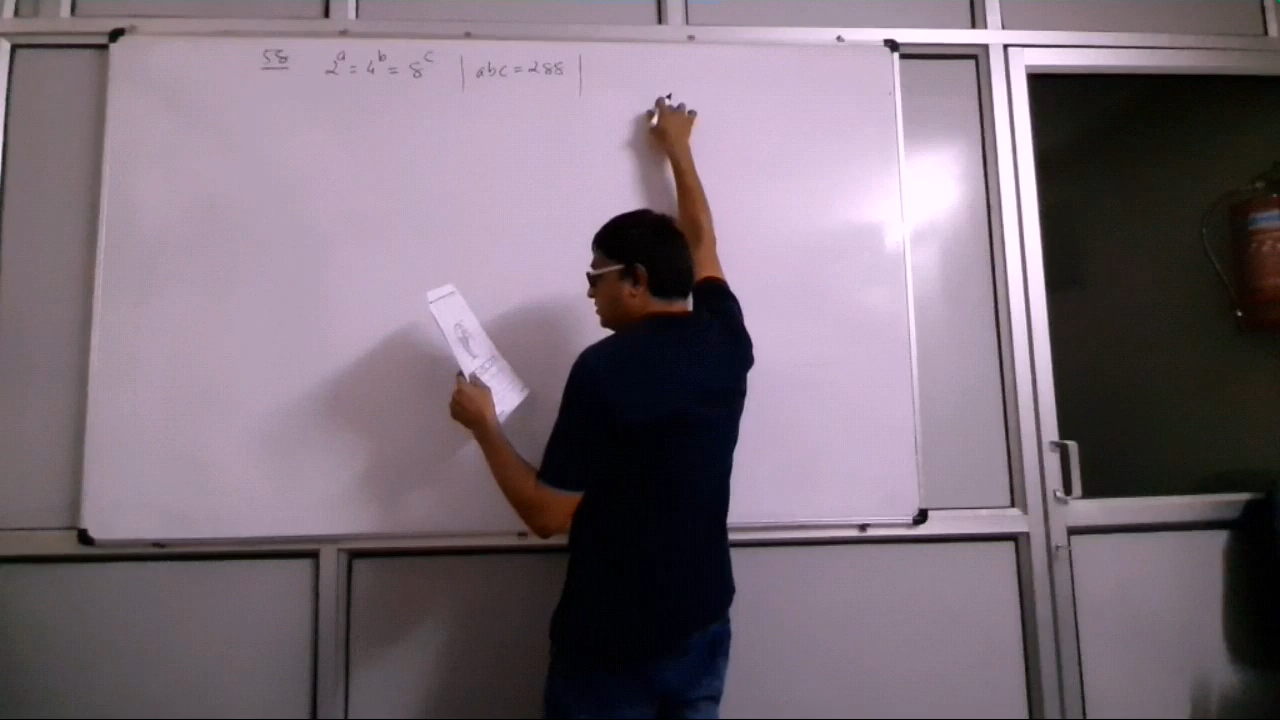 58 2^a = 4^b = 8^c | abc = 288 |